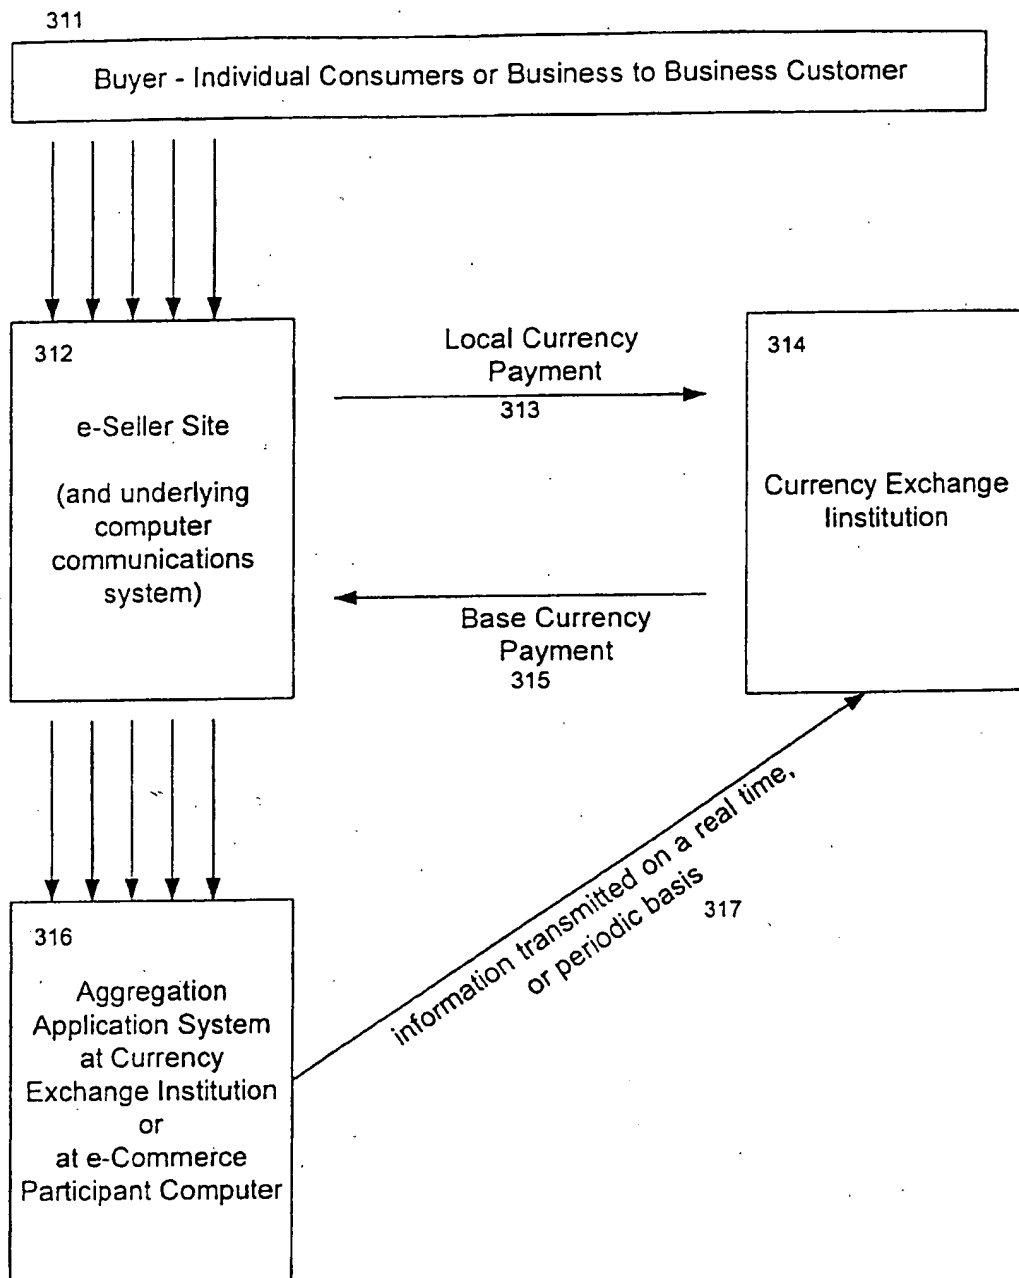 311
Buyer - Individual Consumers or Business to Business Customer
312
e-Seller Site
(and underlying
computer
communications
system)
Local Currency
Payment
313
314
Currency Exchange
Iinstitution
Base Currency
Payment
315
316
Aggregation
Application System
at Currency
Exchange Institution
or
at e-Commerce
Participant Computer
information transmitted on a real time,
or periodic basis
317